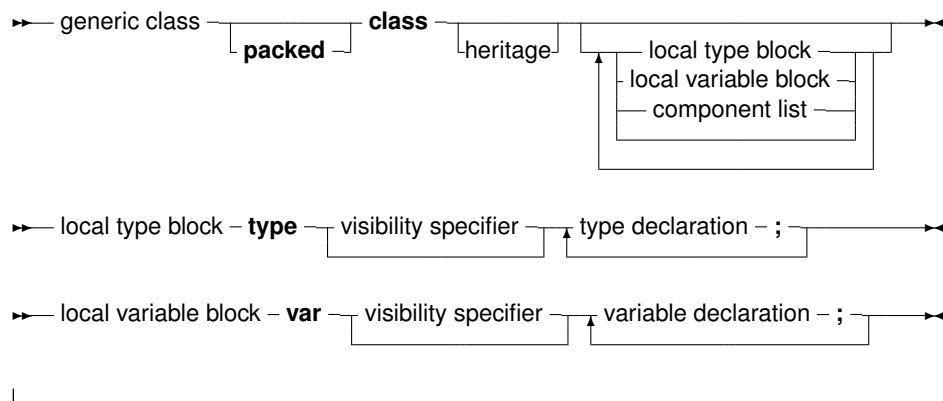 generic class packed class heritage local type block
local variable block
component list
local type block type visibility specifier type declaration ;
local variable block var visibility specifier variable declaration ;